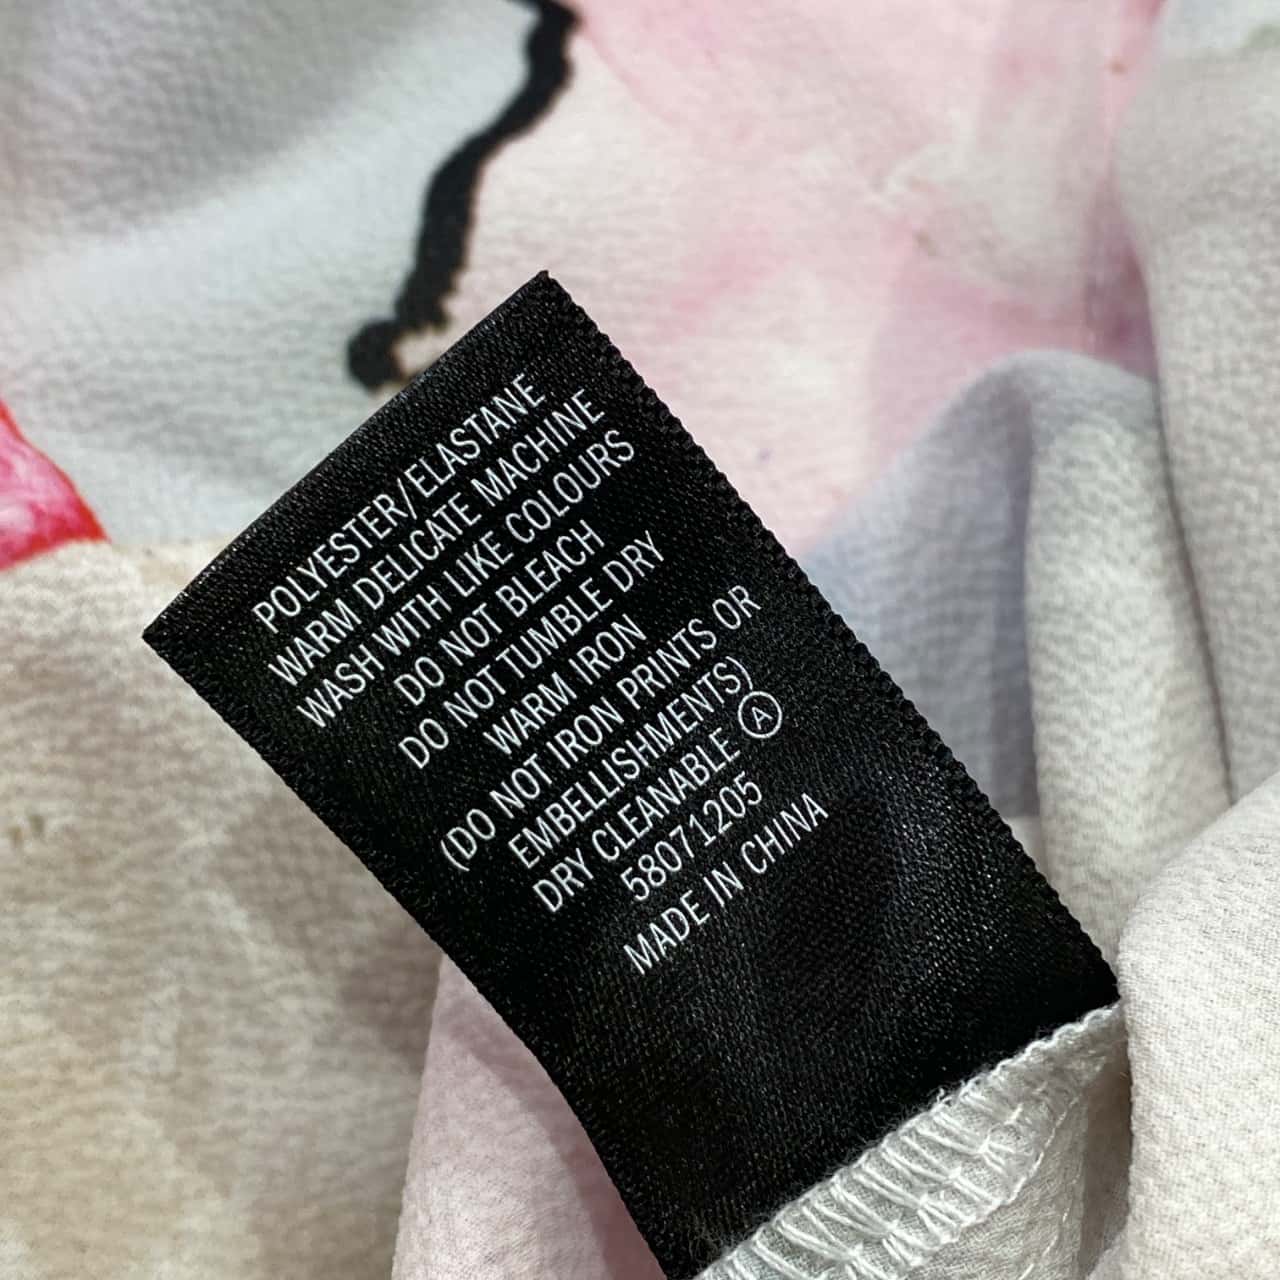 POLYESTER/ELASTANE
WARM DELICATE MACHINE
WASH WITH LIKE COLOURS
DO NOT BLEACH
DO NOT TUMBLE DRY
WARM IRON
(DO NOT IRON PRINTS OR
EMBELLISHMENTS)
DRY CLEANABLE Ⓐ
58071205
MADE IN CHINA